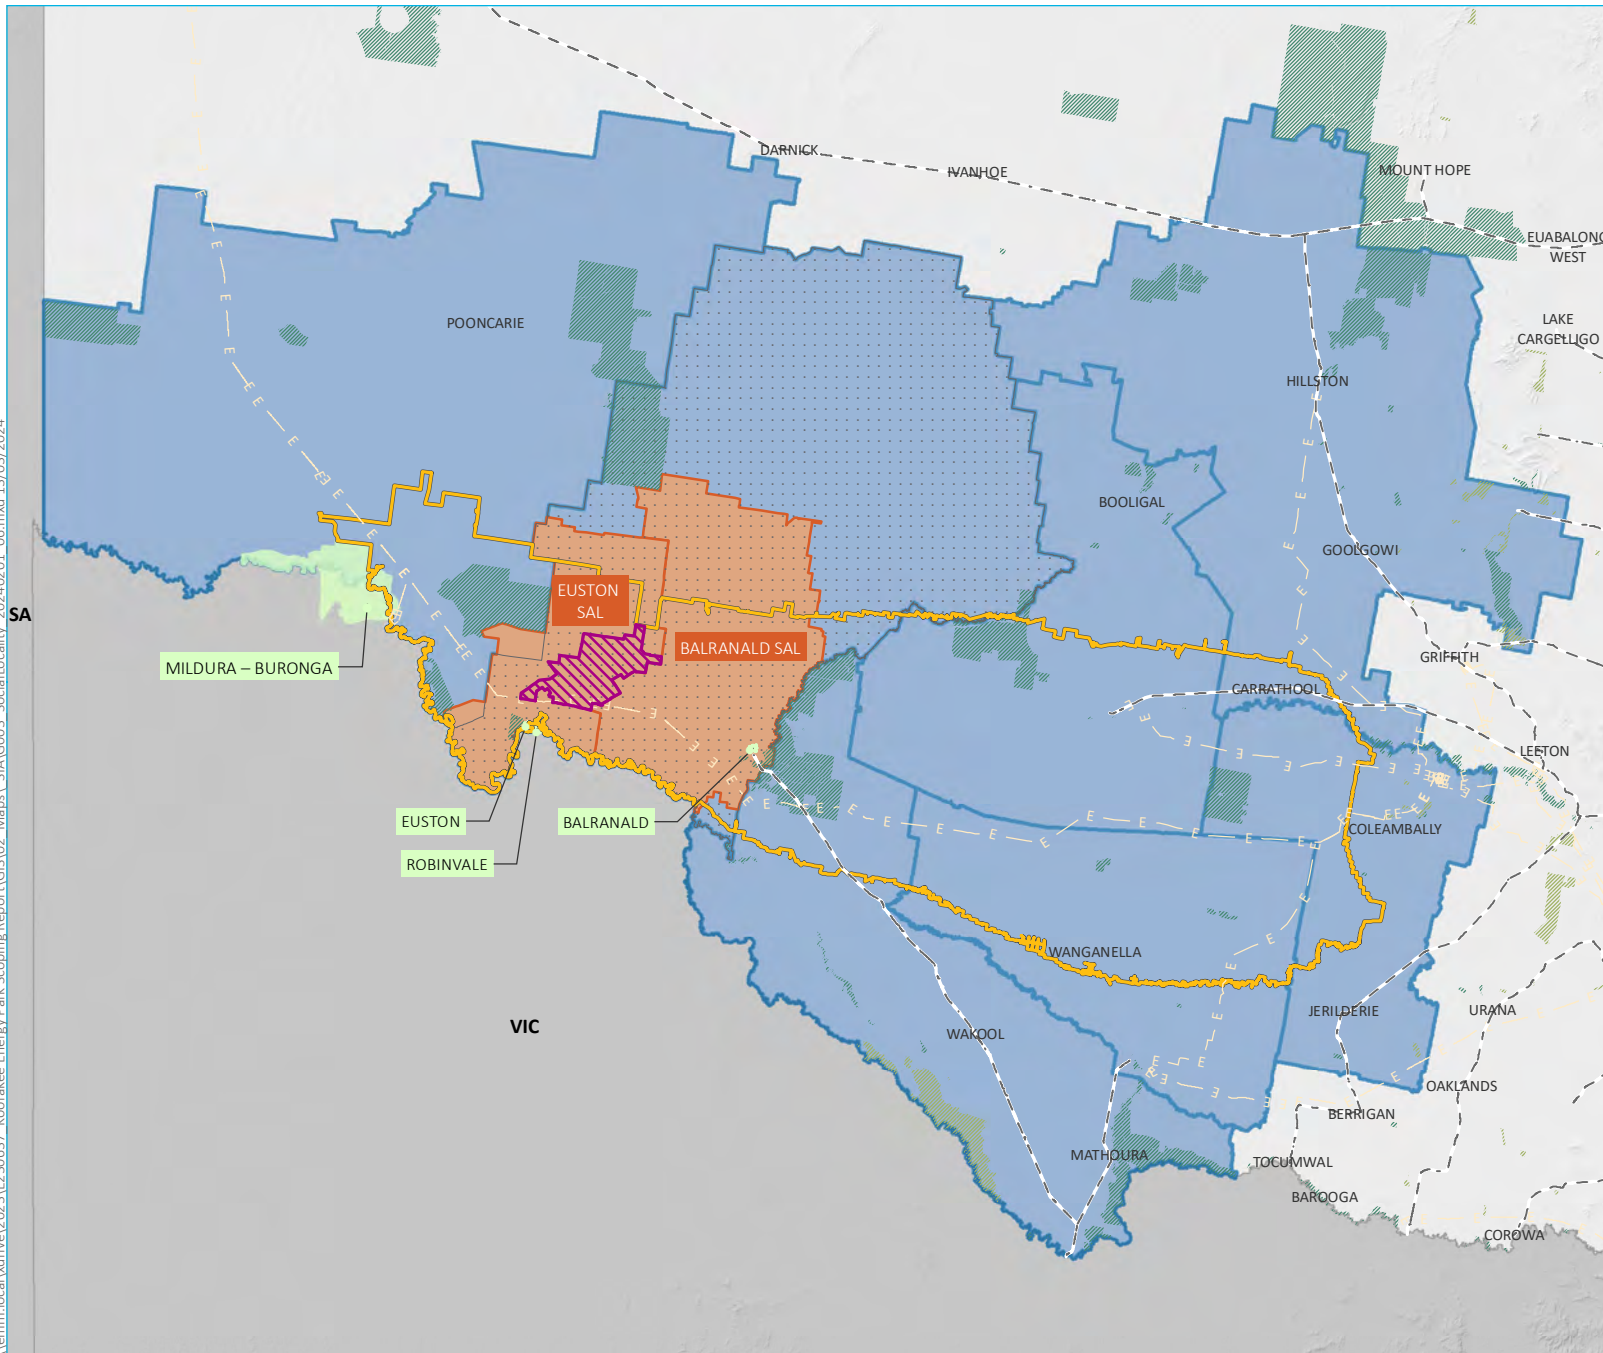 DARNICK
IVANHOE
MOUNT HOPE
EUABALONG
WEST
POONCARIE
LAKE
CARGELLIGO
HILLSTON
BOOLIGAL
GOOLGOWI
EUSTON
SAL
SA
BALRANALD SAL
GRIFFITH
MILDURA – BURONGA
CARRATHOOL
LEETON
EUSTON
BALRANALD
COLEAMBALLY
ROBINVALE
WANGANELLA
VIC
WAKOOL
JERILDERIE
URANA
OAKLANDS
BERRIGAN
MATHOURA
TOCUMWAL
BAROOGA
COROWA